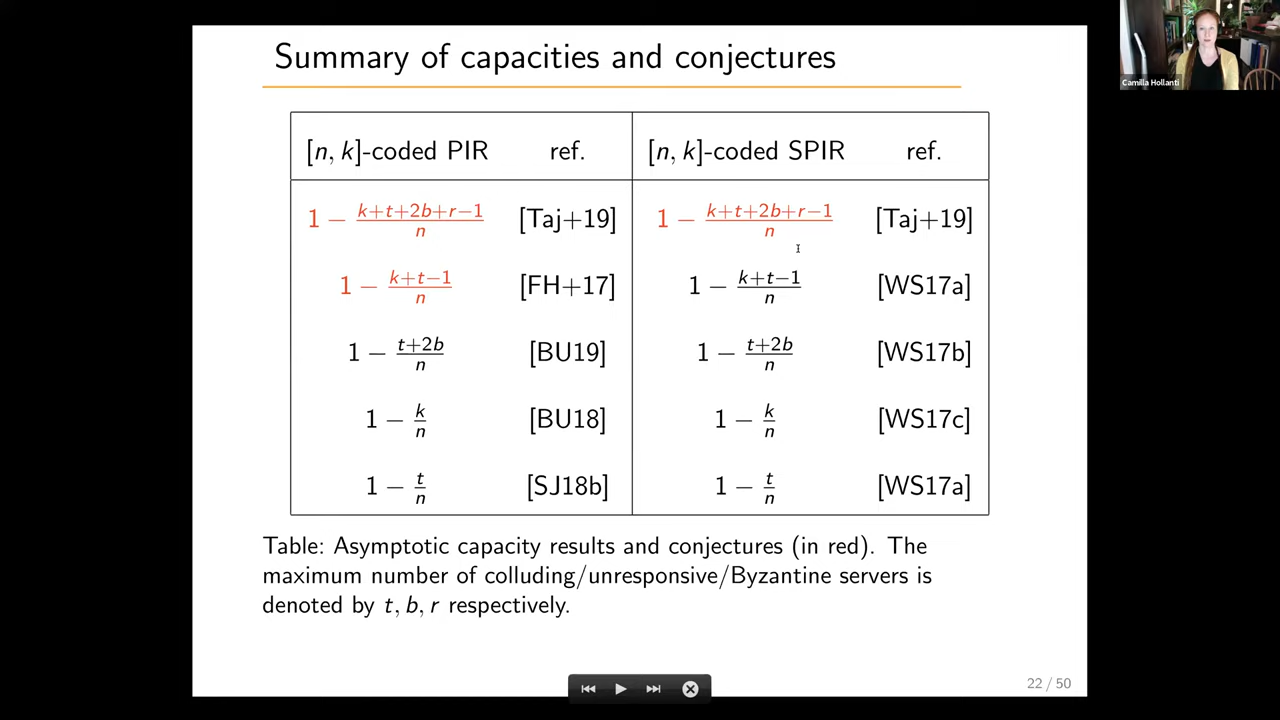 Summary of capacities and conjectures
Camilla Hollanti
[n, k]-coded PIR ref. [n, k]-coded SPIR ref.
1 − (k+t+2b+r−1)/n [Taj+19] 1 − (k+t+2b+r−1)/n [Taj+19]
1 − (k+t−1)/n [FH+17] 1 − (k+t−1)/n [WS17a]
1 − (t+2b)/n [BU19] 1 − (t+2b)/n [WS17b]
1 − k/n [BU18] 1 − k/n [WS17c]
1 − t/n [SJ18b] 1 − t/n [WS17a]
Table: Asymptotic capacity results and conjectures (in red). The
maximum number of colluding/unresponsive/Byzantine servers is
denoted by t, b, r respectively.
22 / 50